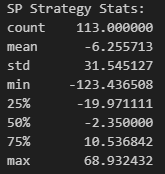 SP Strategy Stats:
count 113.000000
mean -6.255713
std 31.545127
min -123.436508
25% -19.971111
50% -2.350000
75% 10.536842
max 68.932432